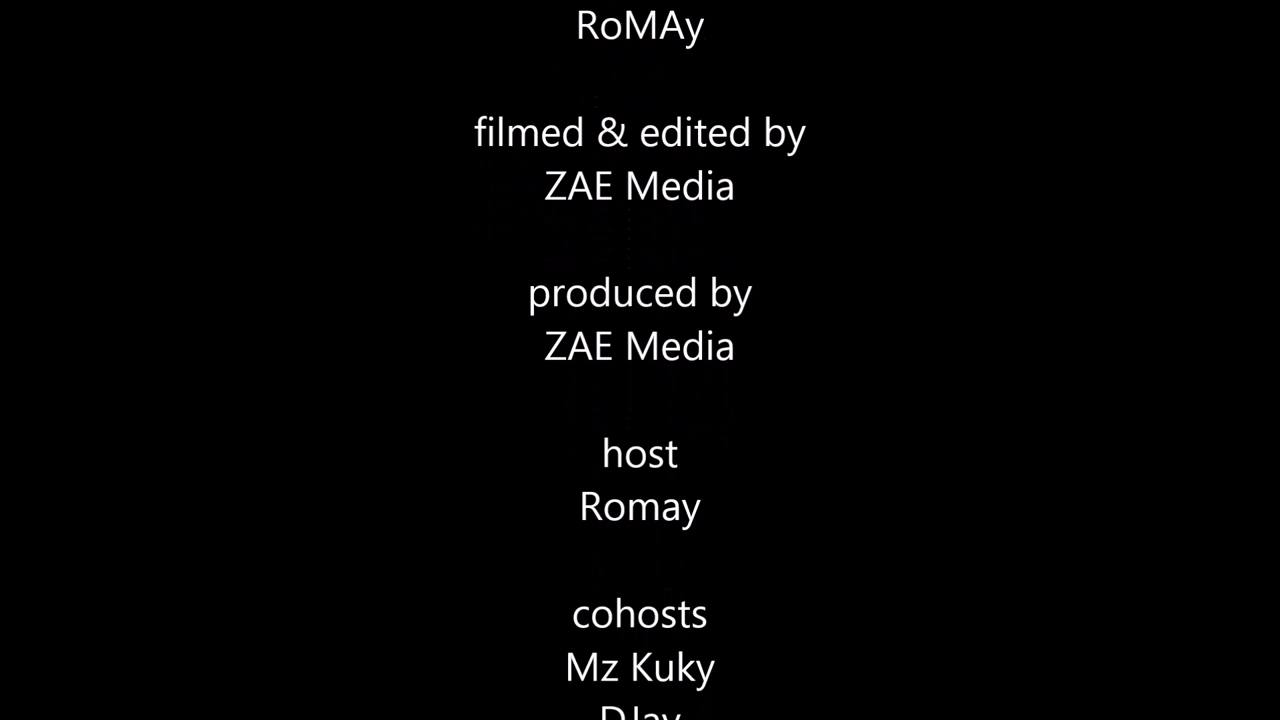 RoMAy
filmed & edited by
ZAE Media
produced by
ZAE Media
host
Romay
cohosts
Mz Kuky